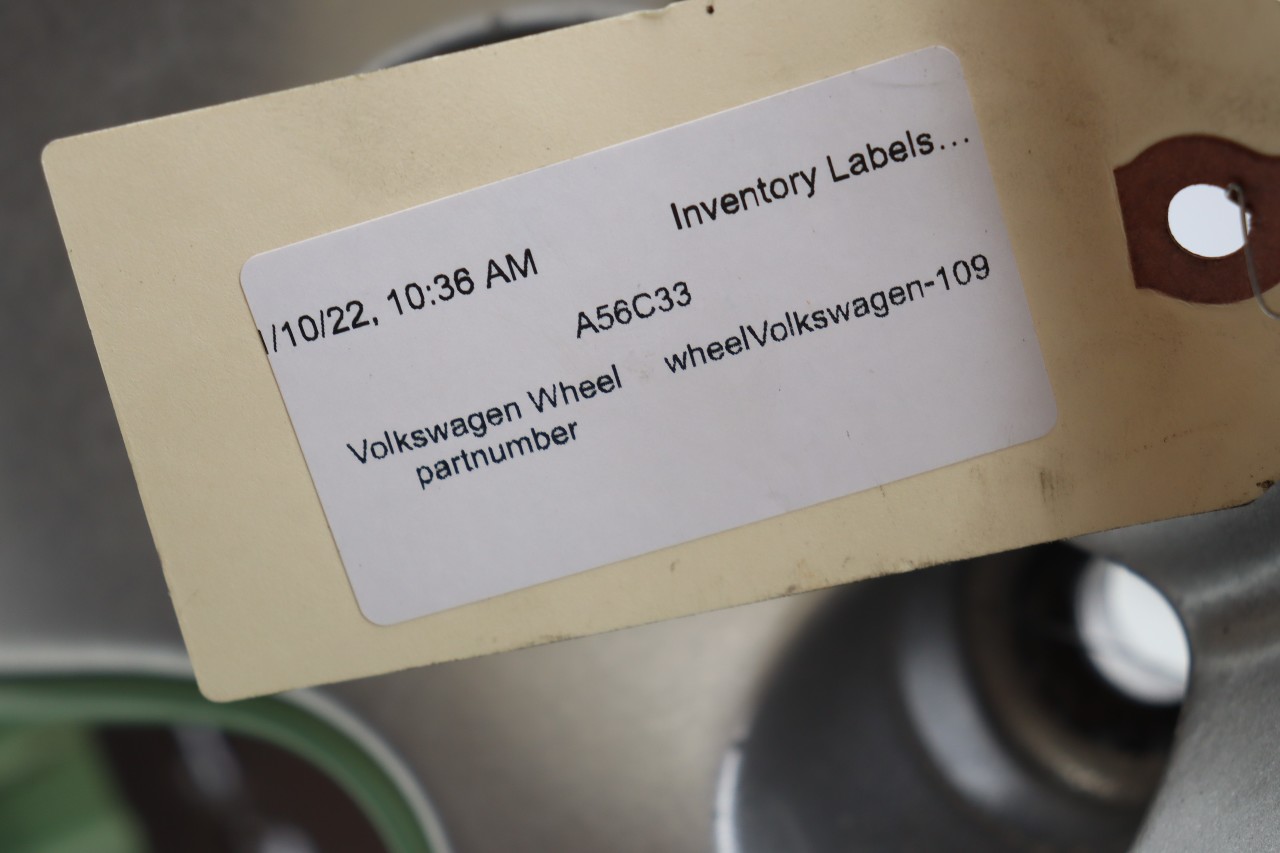 /10/22, 10:36 AM Inventory Labels...
A56C33
Volkswagen Wheel wheelVolkswagen-109
partnumber